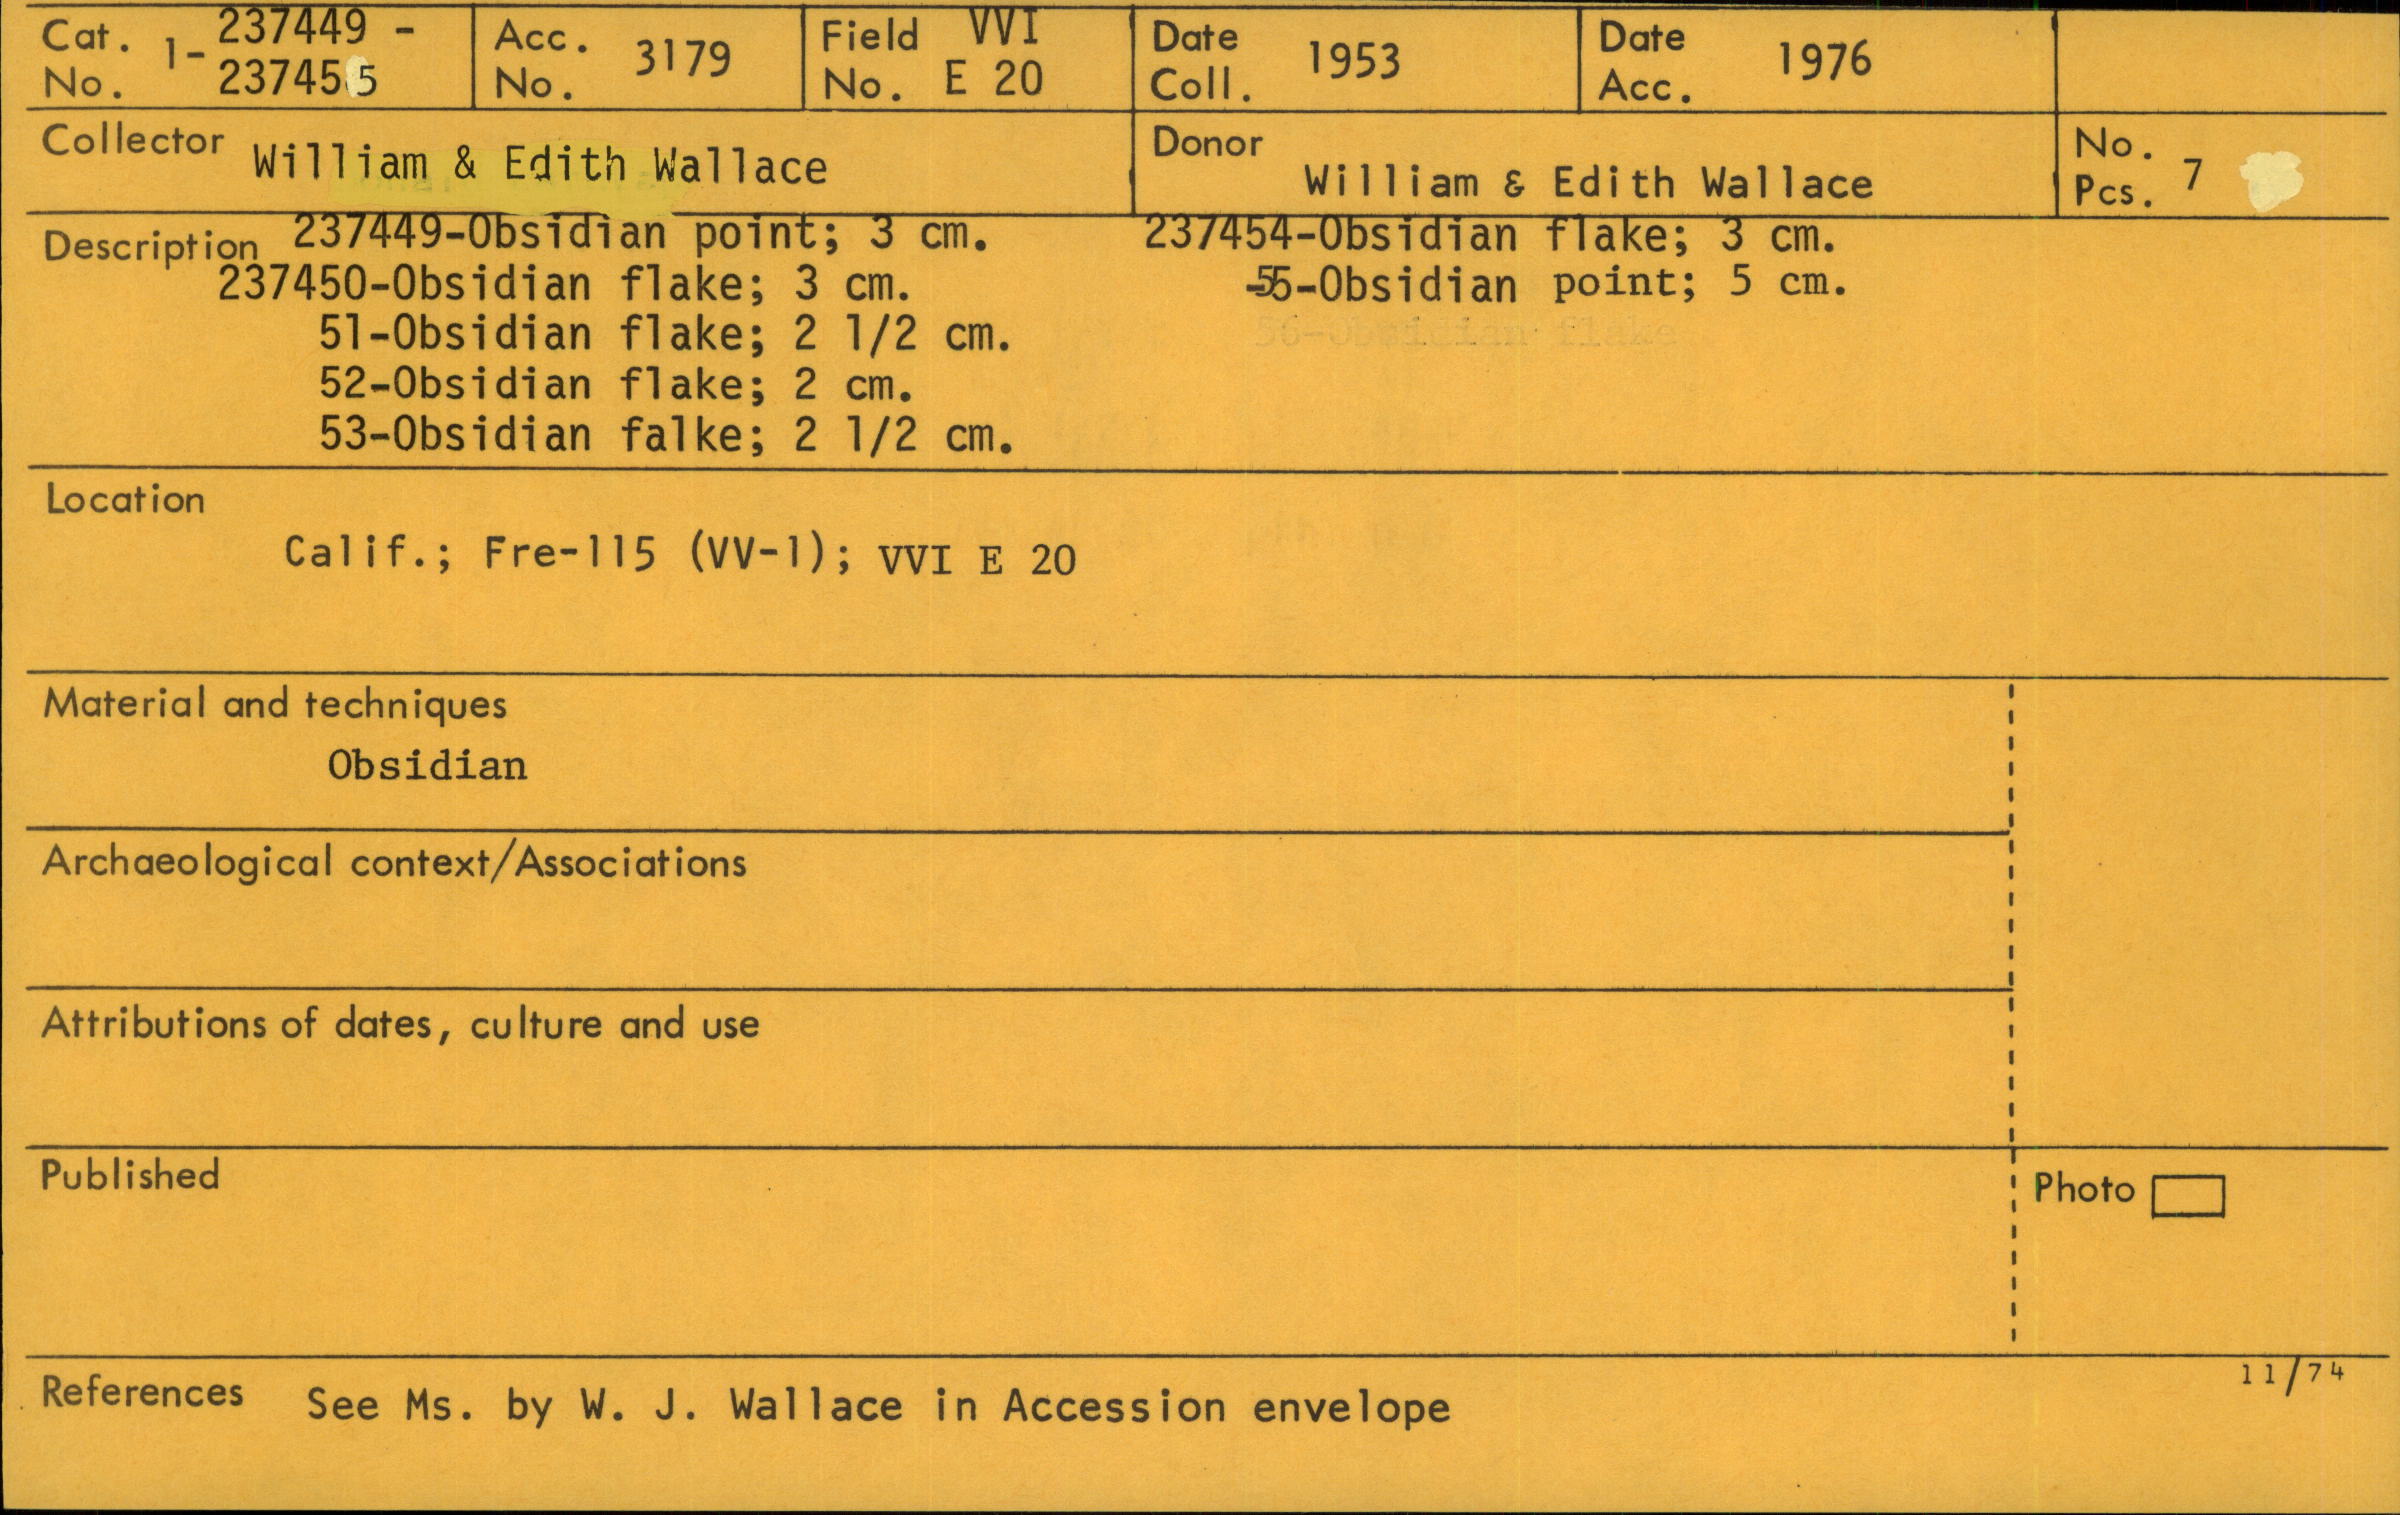 Cat. No. 1-237449 - 237455
Acc. No. 3179
Field No. VVI E 20
Date Coll. 1953
Date Acc. 1976
Collector William & Edith Wallace
Donor William & Edith Wallace
No. Pcs. 7
Description 237449-Obsidian point; 3 cm.
237450-Obsidian flake; 3 cm.
51-Obsidian flake; 2 1/2 cm.
52-Obsidian flake; 2 cm.
53-Obsidian falke; 2 1/2 cm.
237454-Obsidian flake; 3 cm.
-55-Obsidian point; 5 cm.
56-Obsidian flake
Location
Calif.; Fre-115 (VV-1); VVI E 20
Material and techniques
Obsidian
Archaeological context/Associations
Attributions of dates, culture and use
Published
Photo
References See Ms. by W. J. Wallace in Accession envelope
11/74